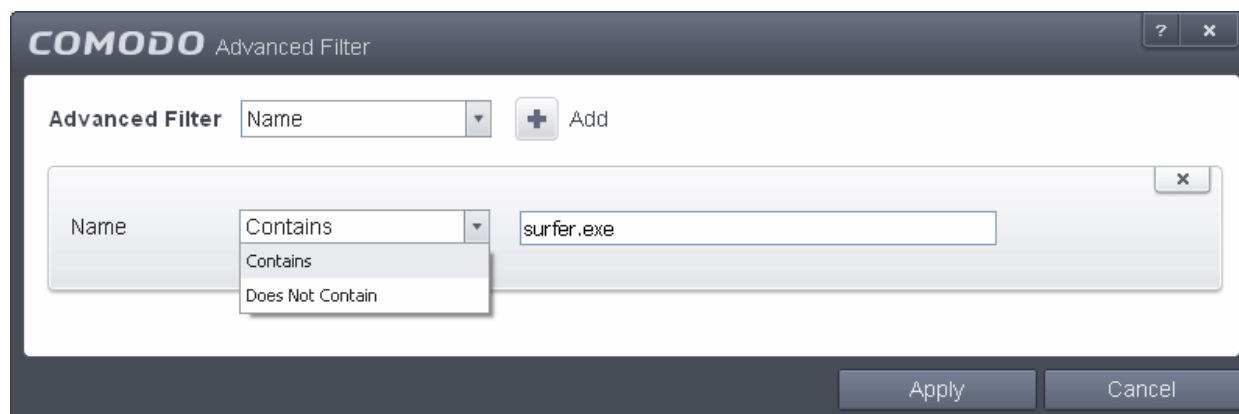 COMODO Advanced Filter ? x
Advanced Filter Name + Add
x
Name Contains surfer.exe
Contains
Does Not Contain
Apply Cancel